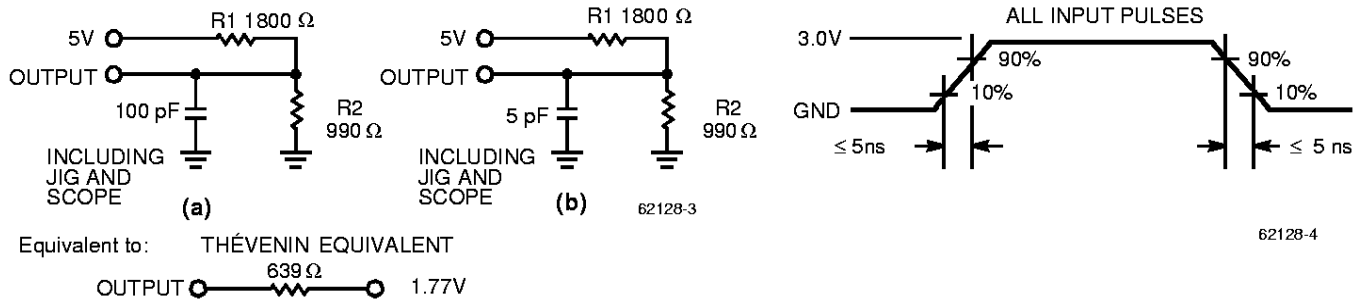 R1 1800 Ω
5V
OUTPUT
100 pF
R2
990 Ω
INCLUDING
JIG AND
SCOPE
(a)
R1 1800 Ω
5V
OUTPUT
5 pF
R2
990 Ω
INCLUDING
JIG AND
SCOPE
(b)
62128-3
ALL INPUT PULSES
3.0V
90%
10%
GND
≤ 5ns
90%
10%
≤ 5 ns
62128-4
Equivalent to: THÉVENIN EQUIVALENT
639 Ω
OUTPUT 1.77V